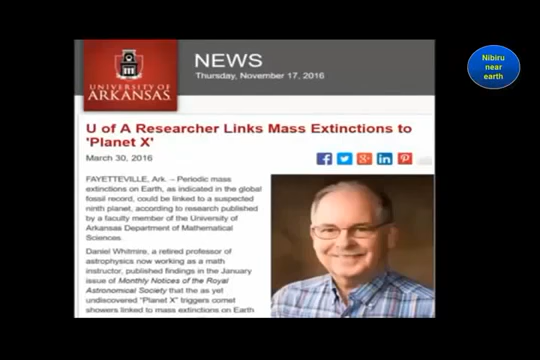 NEWS
Thursday, November 17, 2016
UNIVERSITY OF
ARKANSAS
Nibiru
near
earth
U of A Researcher Links Mass Extinctions to
'Planet X'
March 30, 2016
FAYETTEVILLE, Ark. – Periodic mass
extinctions on Earth, as indicated in the global
fossil record, could be linked to a suspected
ninth planet, according to research published
by a faculty member of the University of
Arkansas Department of Mathematical
Sciences.
Daniel Whitmire, a retired professor of
astrophysics now working as a math
instructor, published findings in the January
issue of Monthly Notices of the Royal
Astronomical Society that the as yet
undiscovered "Planet X" triggers comet
showers linked to mass extinctions on Earth